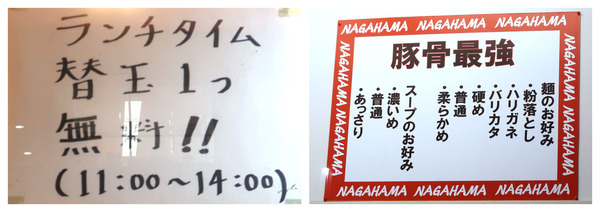 ランチタイム
替玉1つ
無料!!
(11:00〜14:00)
NAGAHAMA NAGAHAMA NAGAHAMA NAGAHAMA
豚骨最強
麺のお好み
・粉落とし
・ハリガネ
・バリカタ
・硬め
・普通
・柔らかめ
スープのお好み
・濃いめ
・普通
・あっさり
NAGAHAMA NAGAHAMA NAGAHAMA NAGAHAMA